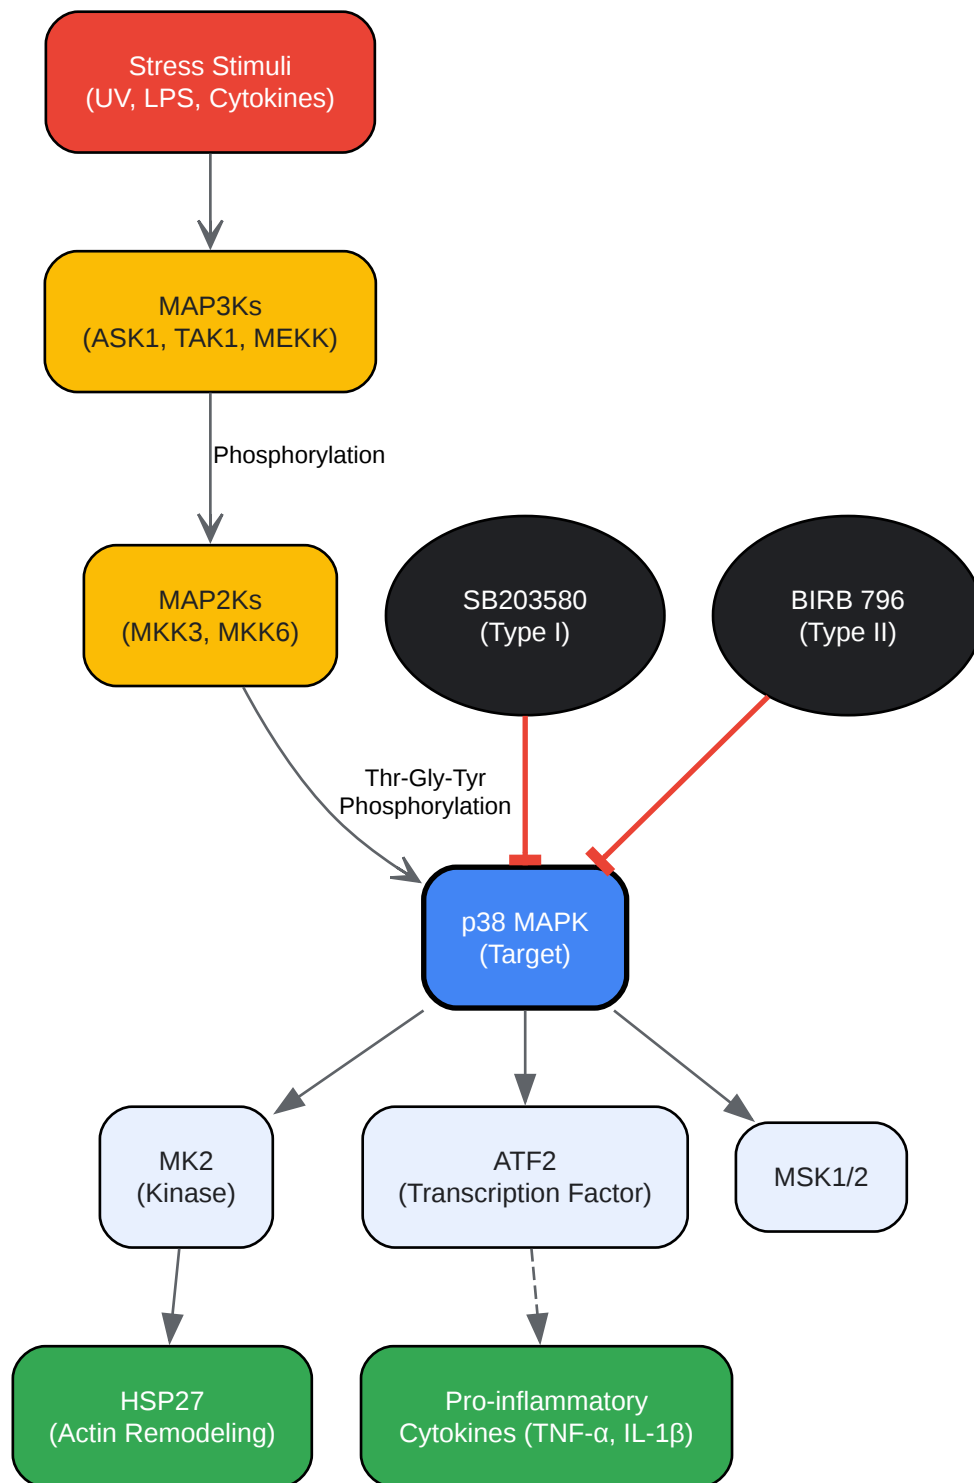 Stress Stimuli
(UV, LPS, Cytokines)
MAP3Ks
(ASK1, TAK1, MEKK)
Phosphorylation
MAP2Ks
(MKK3, MKK6)
SB203580
(Type I)
BIRB 796
(Type II)
Thr-Gly-Tyr
Phosphorylation
p38 MAPK
(Target)
MK2
(Kinase)
ATF2
(Transcription Factor)
MSK1/2
HSP27
(Actin Remodeling)
Pro-inflammatory
Cytokines (TNF-α, IL-1β)